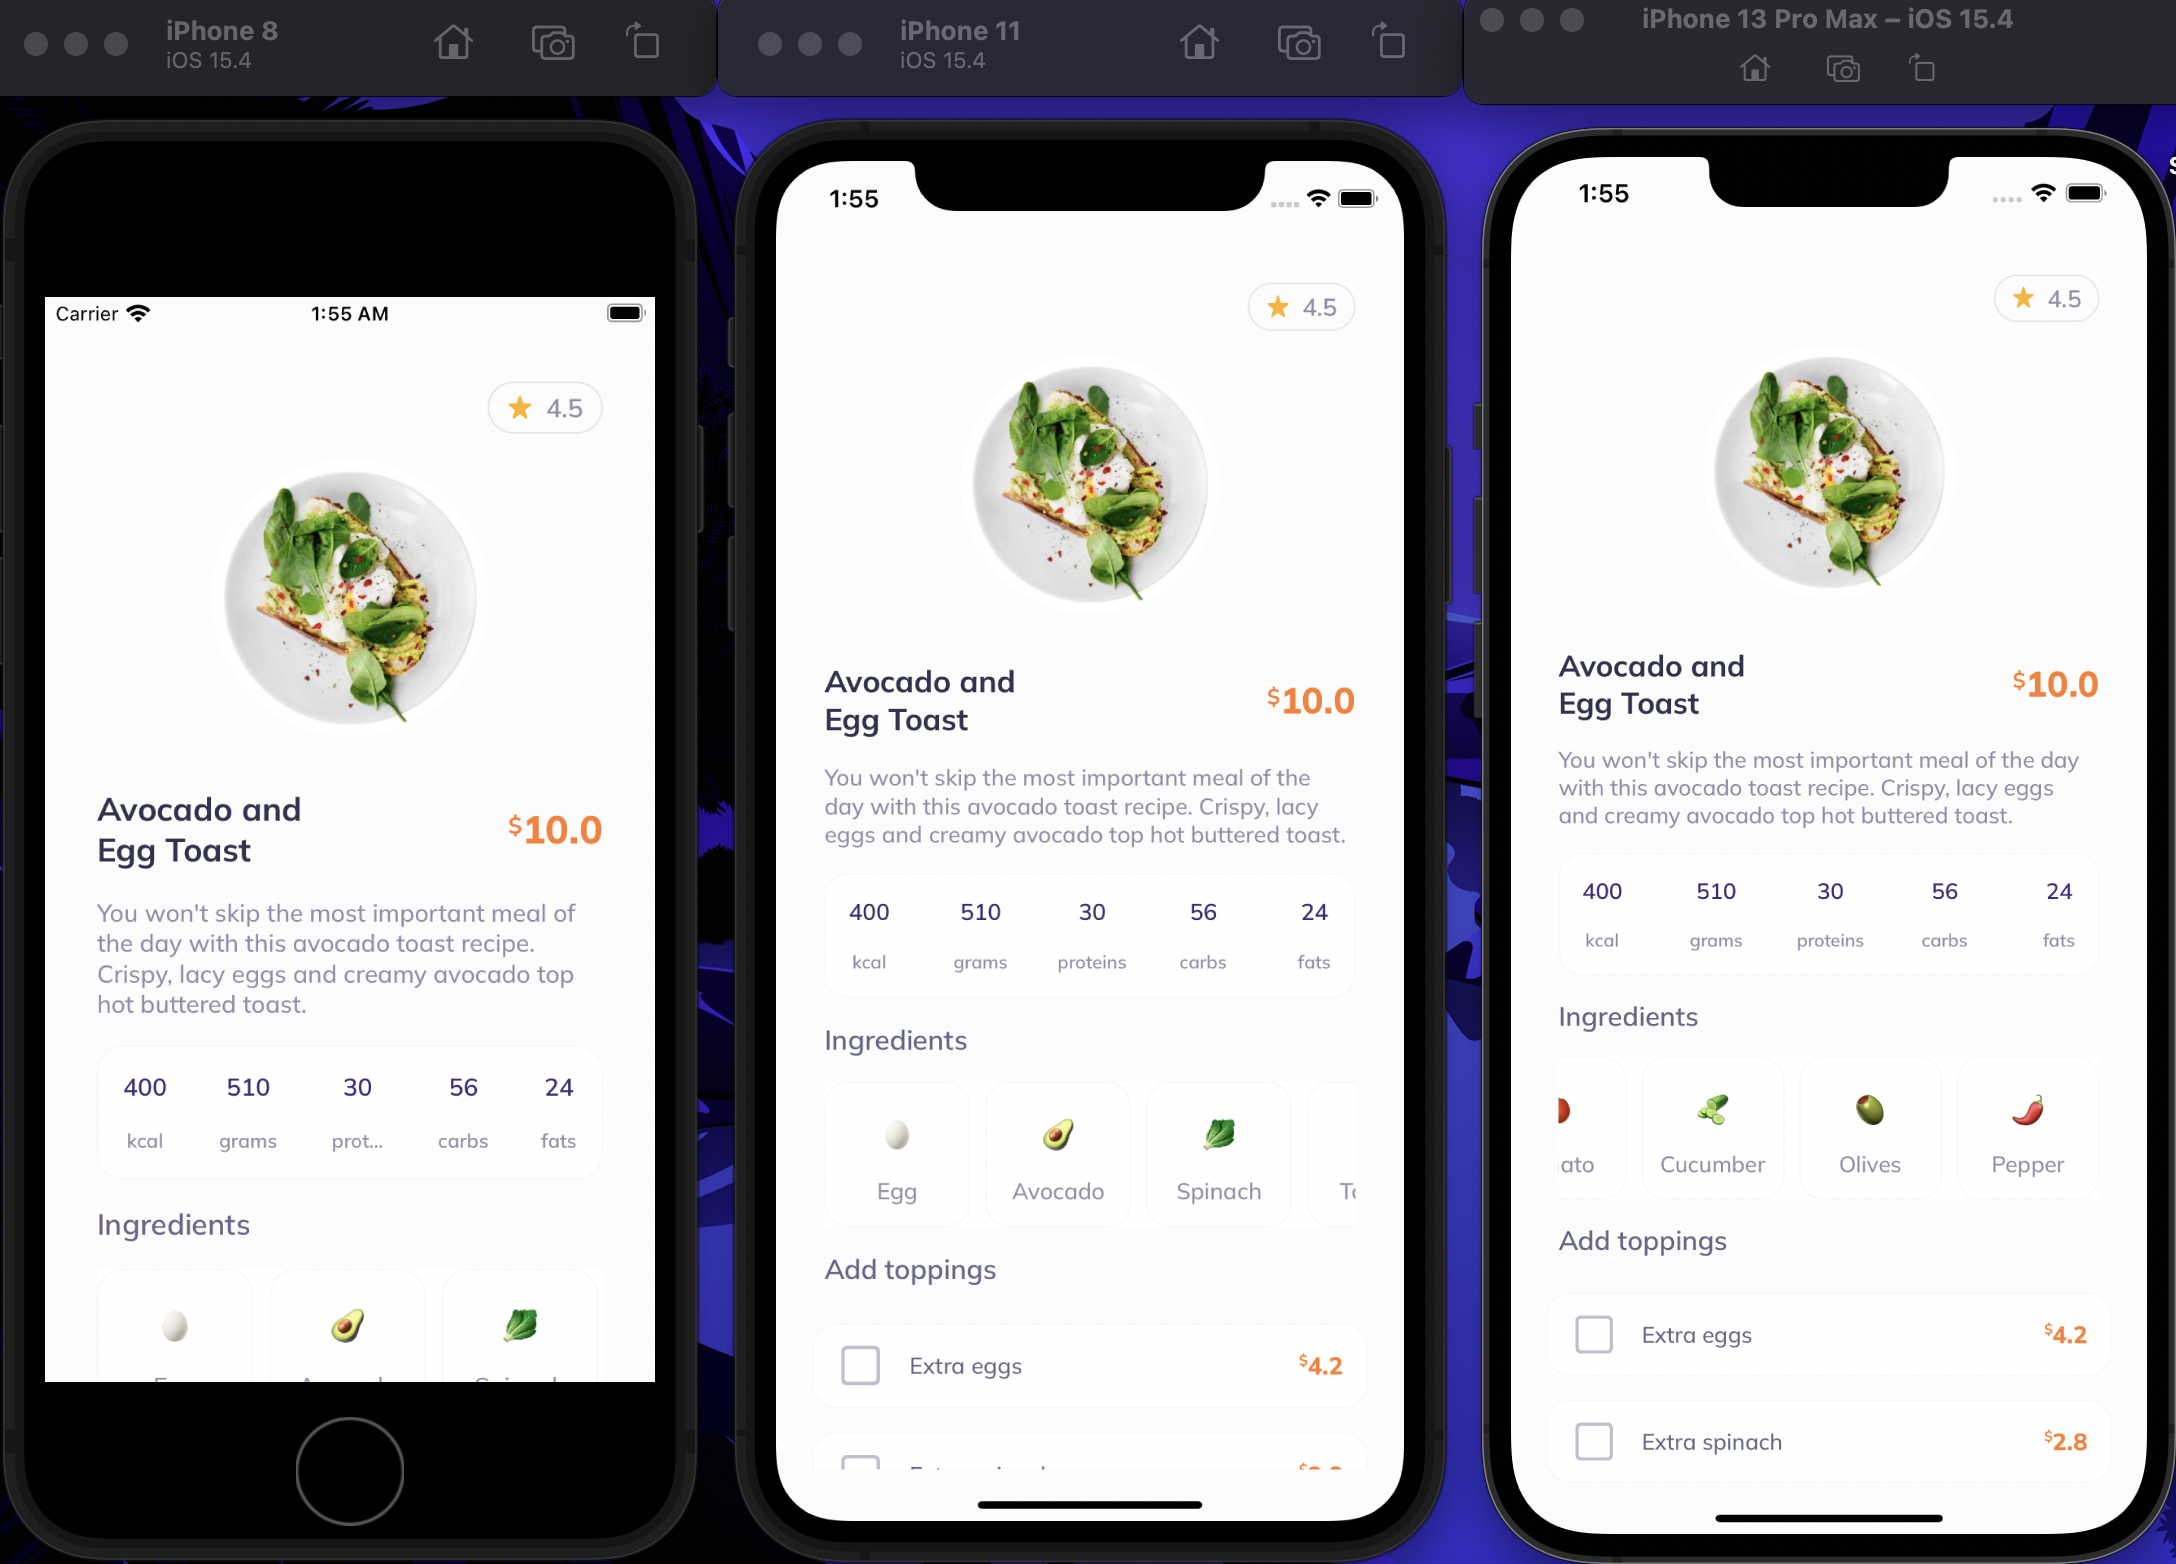 iPhone 8
iOS 15.4
Carrier
1:55 AM
4.5
Avocado and
Egg Toast
$10.0
You won't skip the most important meal of
the day with this avocado toast recipe.
Crispy, lacy eggs and creamy avocado top
hot buttered toast.
400 510 30 56 24
kcal grams prot... carbs fats
Ingredients
iPhone 11
iOS 15.4
1:55
4.5
Avocado and
Egg Toast
$10.0
You won't skip the most important meal of the
day with this avocado toast recipe. Crispy, lacy
eggs and creamy avocado top hot buttered toast.
400 510 30 56 24
kcal grams proteins carbs fats
Ingredients
Egg Avocado Spinach
Add toppings
Extra eggs $4.2
iPhone 13 Pro Max – iOS 15.4
1:55
4.5
Avocado and
Egg Toast
$10.0
You won't skip the most important meal of the day
with this avocado toast recipe. Crispy, lacy eggs
and creamy avocado top hot buttered toast.
400 510 30 56 24
kcal grams proteins carbs fats
Ingredients
ato Cucumber Olives Pepper
Add toppings
Extra eggs $4.2
Extra spinach $2.8